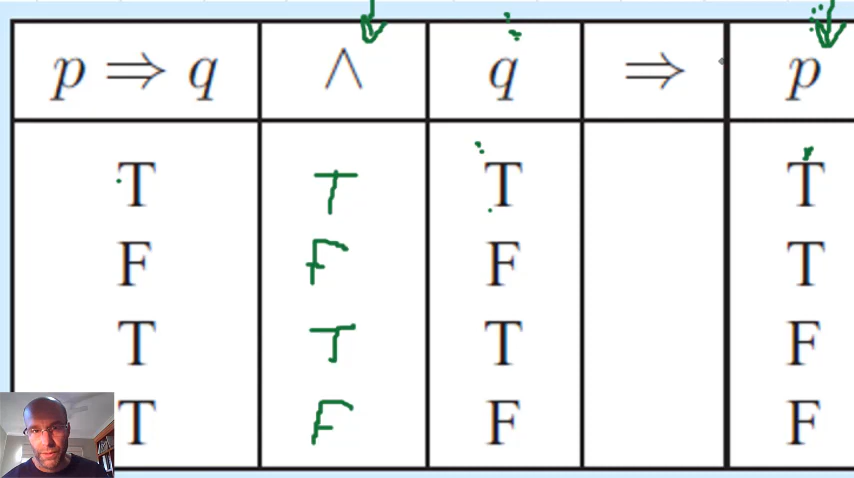 p ⇒ q ∧ q ⇒ p
T T T T
F F F T
T T T F
T F F F